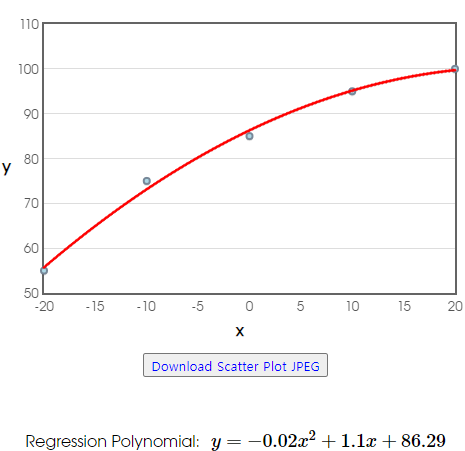 110
100
90
80
y
70
60
50
-20 -15 -10 -5 0 5 10 15 20
x
Download Scatter Plot JPEG
Regression Polynomial: y = −0.02x² + 1.1x + 86.29